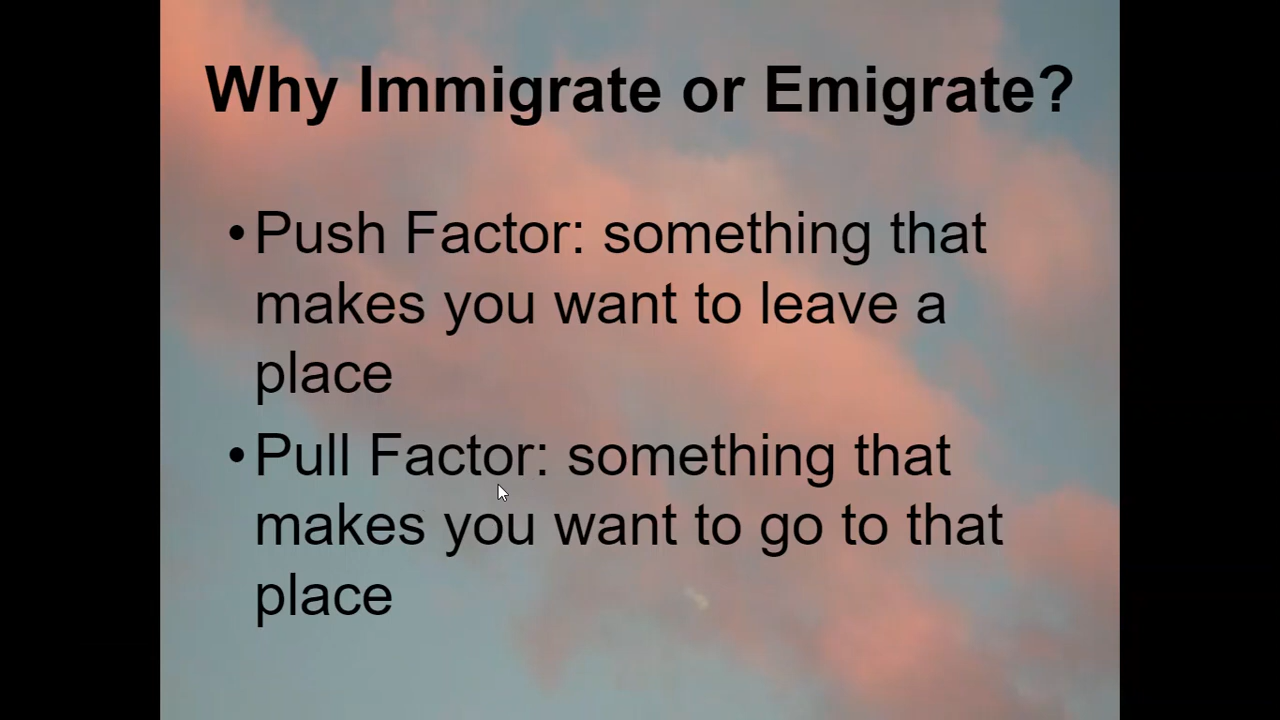 Why Immigrate or Emigrate?
•Push Factor: something that
makes you want to leave a
place
•Pull Factor: something that
makes you want to go to that
place